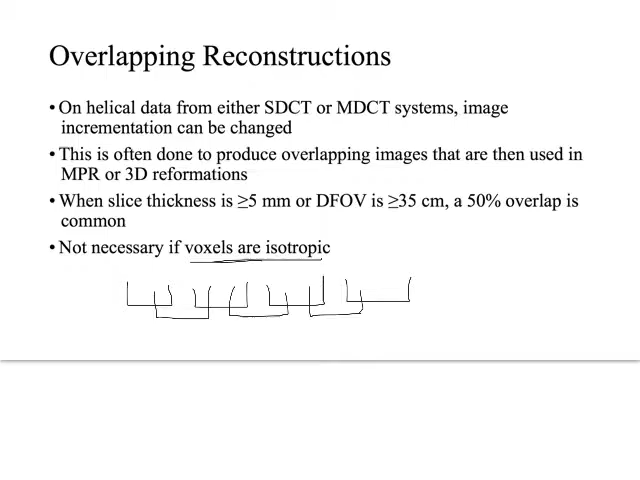 Overlapping Reconstructions
• On helical data from either SDCT or MDCT systems, image
incrementation can be changed
• This is often done to produce overlapping images that are then used in
MPR or 3D reformations
• When slice thickness is ≥5 mm or DFOV is ≥35 cm, a 50% overlap is
common
• Not necessary if voxels are isotropic